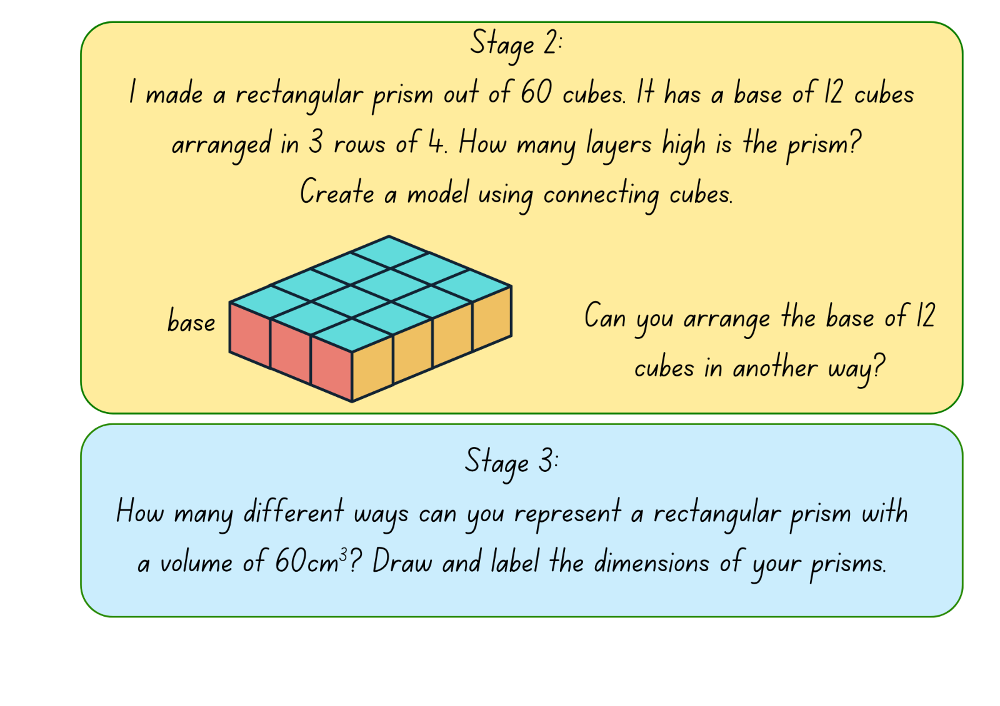 Stage 2:
I made a rectangular prism out of 60 cubes. It has a base of 12 cubes
arranged in 3 rows of 4. How many layers high is the prism?
Create a model using connecting cubes.
base
Can you arrange the base of 12
cubes in another way?
Stage 3:
How many different ways can you represent a rectangular prism with
a volume of 60cm³? Draw and label the dimensions of your prisms.